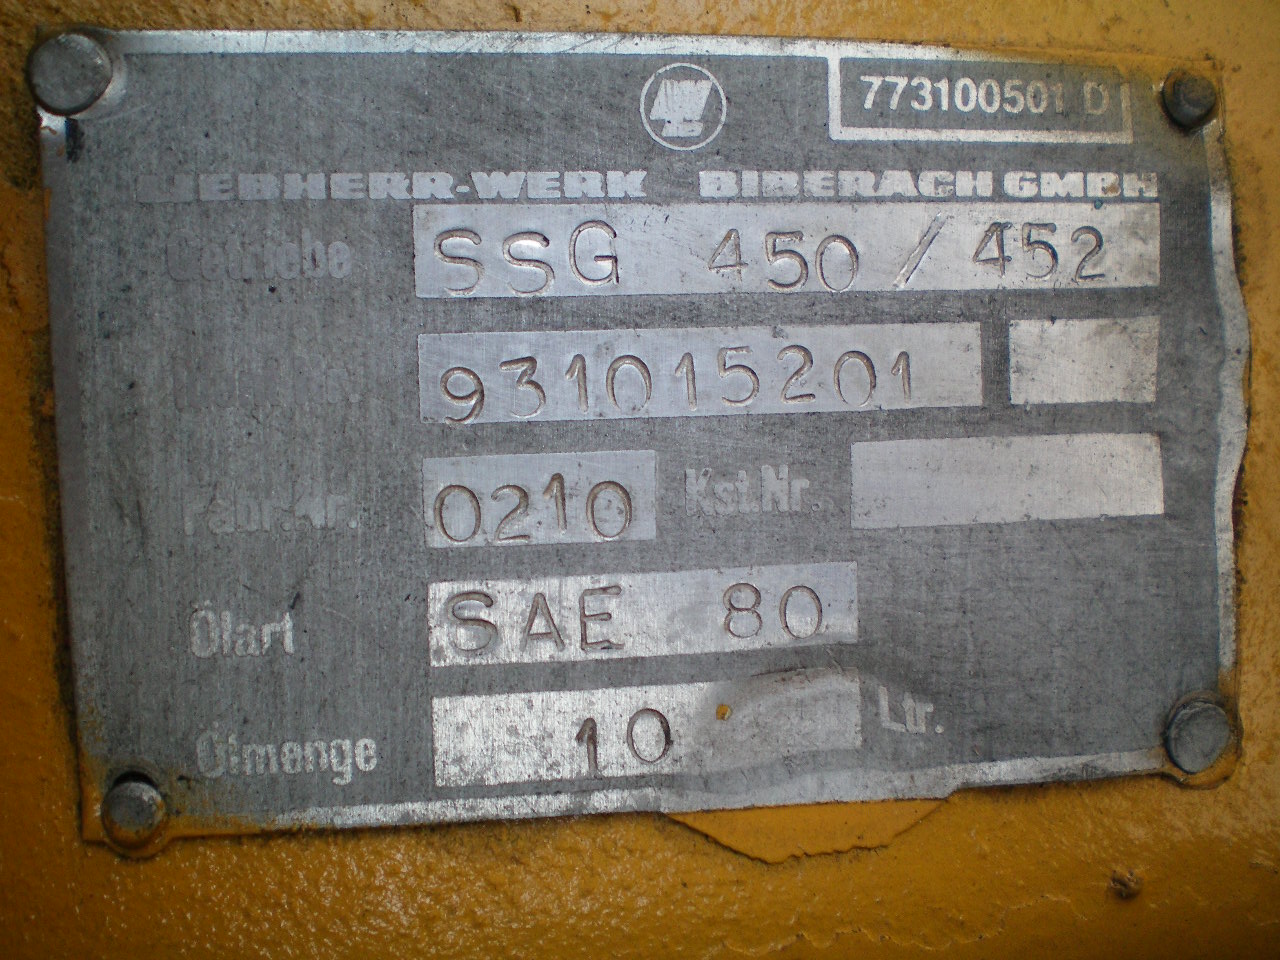 773100501 D
LIEBHERR-WERK BIBERACH GMBH
Getriebe SSG 450 / 452
931015201
Fabr.Nr. 0210 Kst.Nr.
Ölart SAE 80
Ölmenge 10 Ltr.